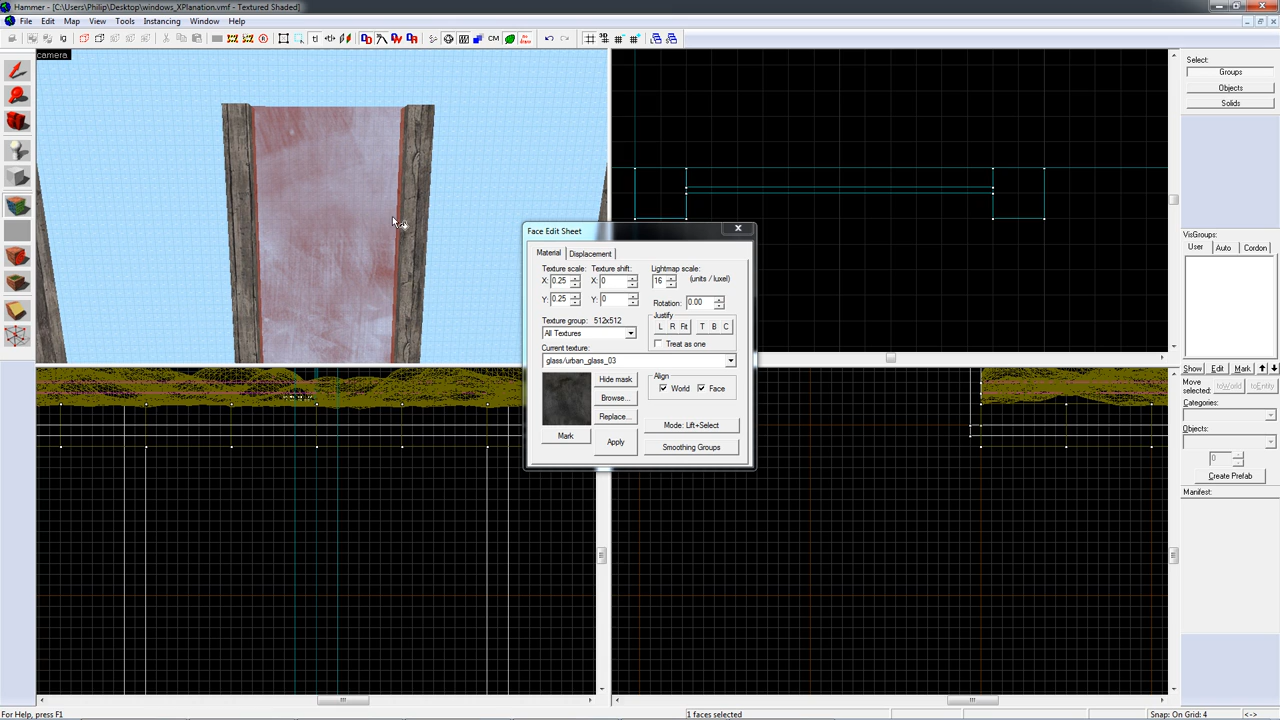 Hammer - [C:\Users\Philip\Desktop\windows_XPlanation.vmf - Textured Shaded]
File Edit Map View Tools Instancing Window Help
camera
Select:
Groups
Objects
Solids
VisGroups:
User Auto Cordon
Show Edit Mark
Move selected:
toWorld toEntity
Categories:
Objects:
0
Create Prefab
Manifest:
Face Edit Sheet
Material Displacement
Texture scale: Texture shift: Lightmap scale:
X: 0.25 X: 0 16 (units / luxel)
Y: 0.25 Y: 0 Rotation: 0.00
Texture group: 512x512
All Textures
Justify
L R Fit T B C
Treat as one
Current texture:
glass/urban_glass_03
Hide mask
Browse...
Replace...
Mark
Apply
Align
World Face
Mode: Lift+Select
Smoothing Groups
For Help, press F1
1 faces selected
Snap: On Grid: 4
<->